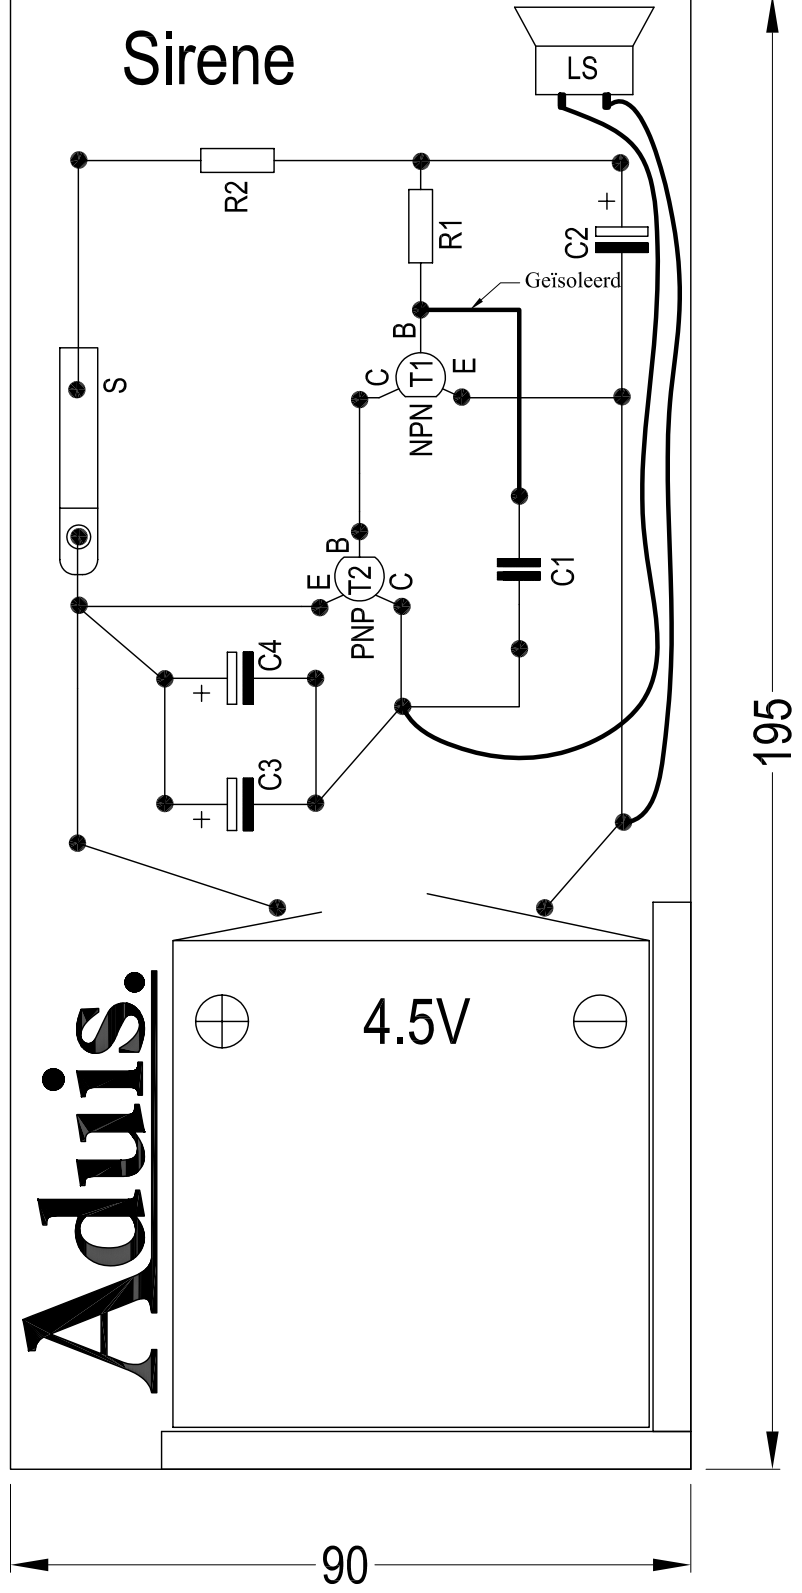 Sirene
LS
R2
R1
+
C2
Geïsoleerd
B
C
T1
E
NPN
S
B
E
T2
C
PNP
C1
+
C4
+
C3
195
4.5V
Aduis.
90